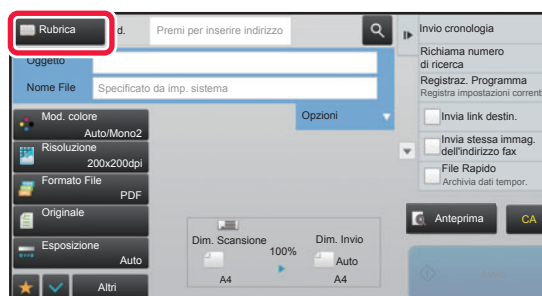 Rubrica
d.
Premi per inserire indirizzo
Oggetto
Nome File
Specificato da imp. sistema
Opzioni
Mod. colore
Auto/Mono2
Risoluzione
200x200dpi
Formato File
PDF
Originale
Esposizione
Auto
Altri
Dim. Scansione
A4
100%
Dim. Invio
Auto
A4
Invio cronologia
Richiama numero
di ricerca
Registraz. Programma
Registra impostazioni corrent
Invia link destin.
Invia stessa immag.
dell'indirizzo fax
File Rapido
Archivia dati tempor.
Anteprima
CA